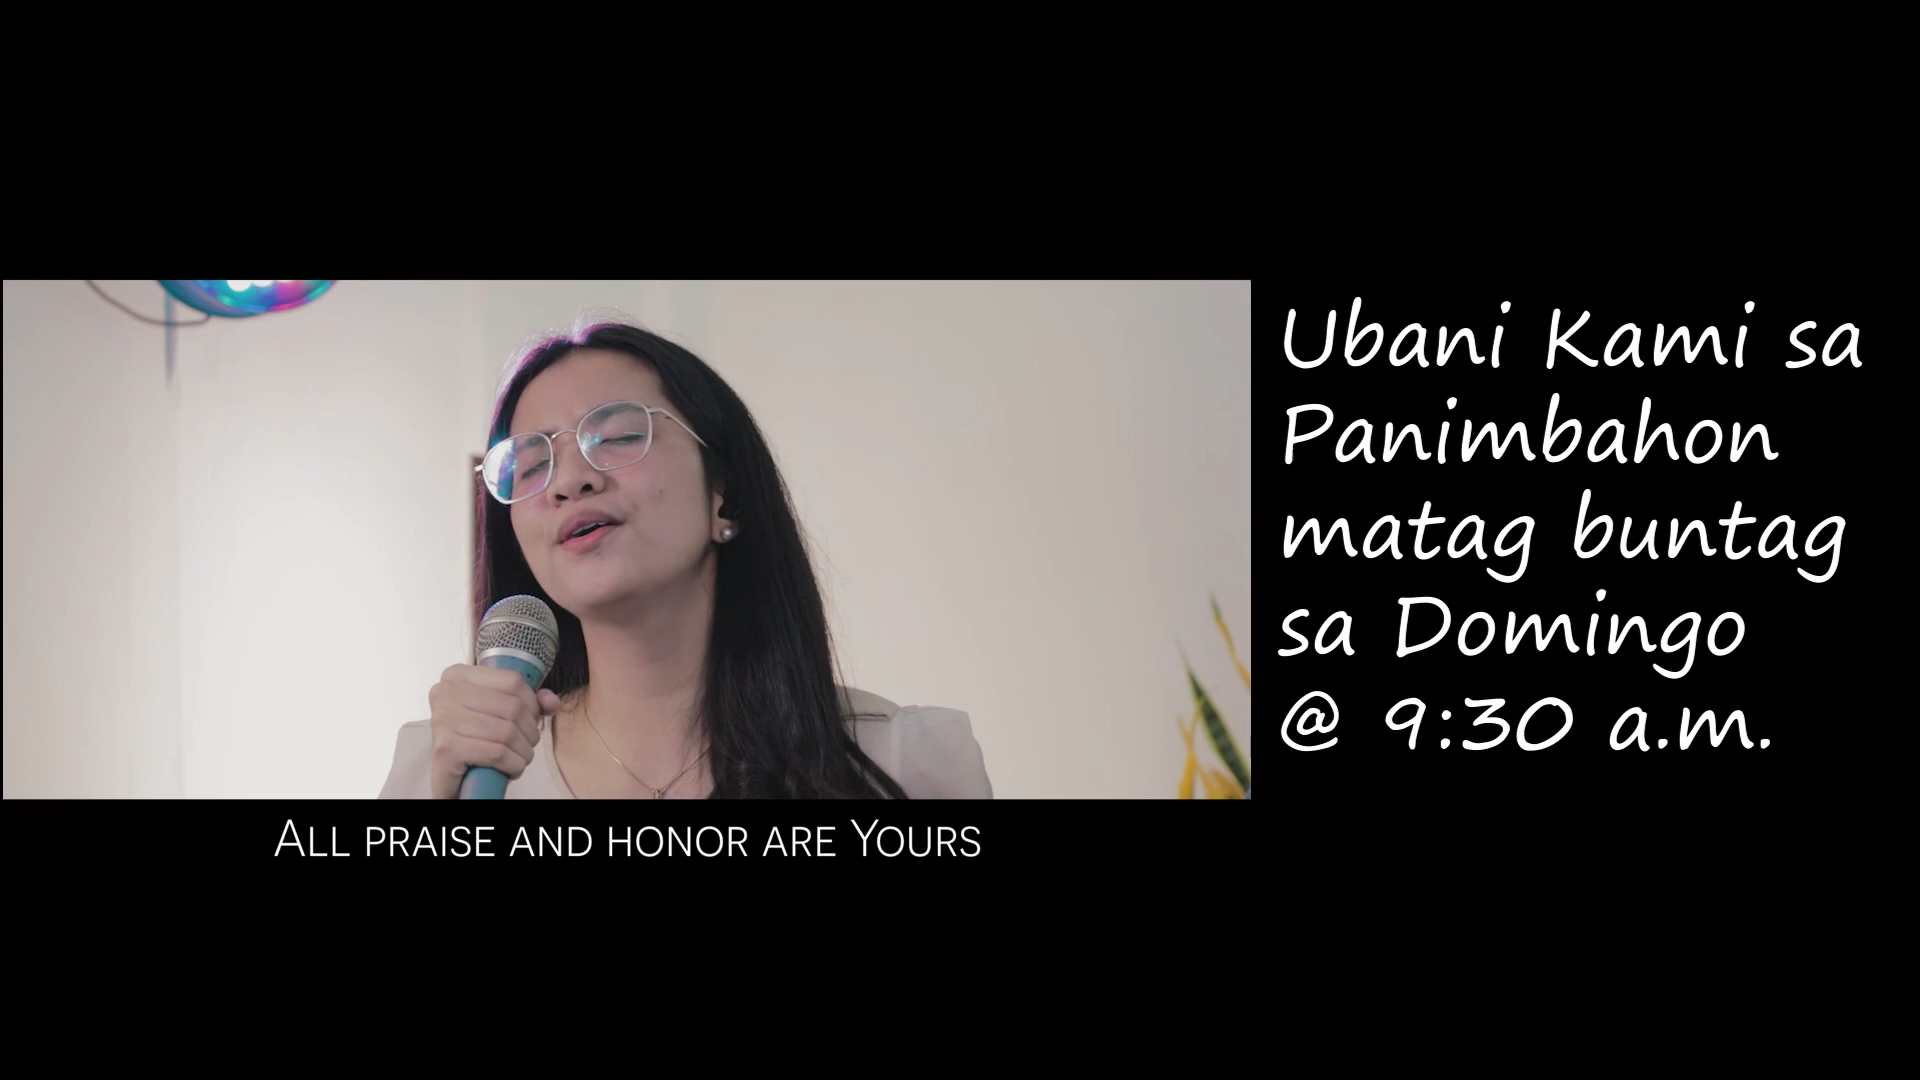 Ubani Kami sa
Panimbahon
matag buntag
sa Domingo
@ 9:30 a.m.
All praise and honor are Yours